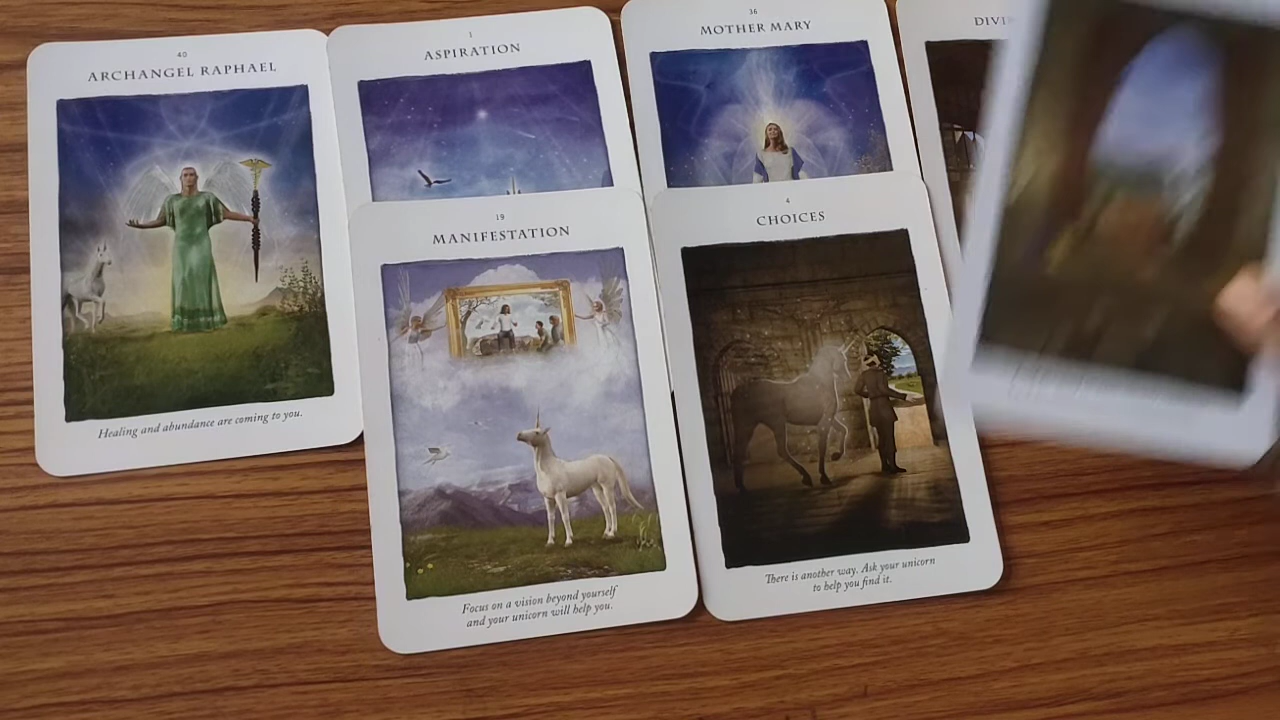 40
ARCHANGEL RAPHAEL
Healing and abundance are coming to you.
1
ASPIRATION
36
MOTHER MARY
19
MANIFESTATION
Focus on a vision beyond yourself
and your unicorn will help you.
4
CHOICES
There is another way. Ask your unicorn
to help you find it.